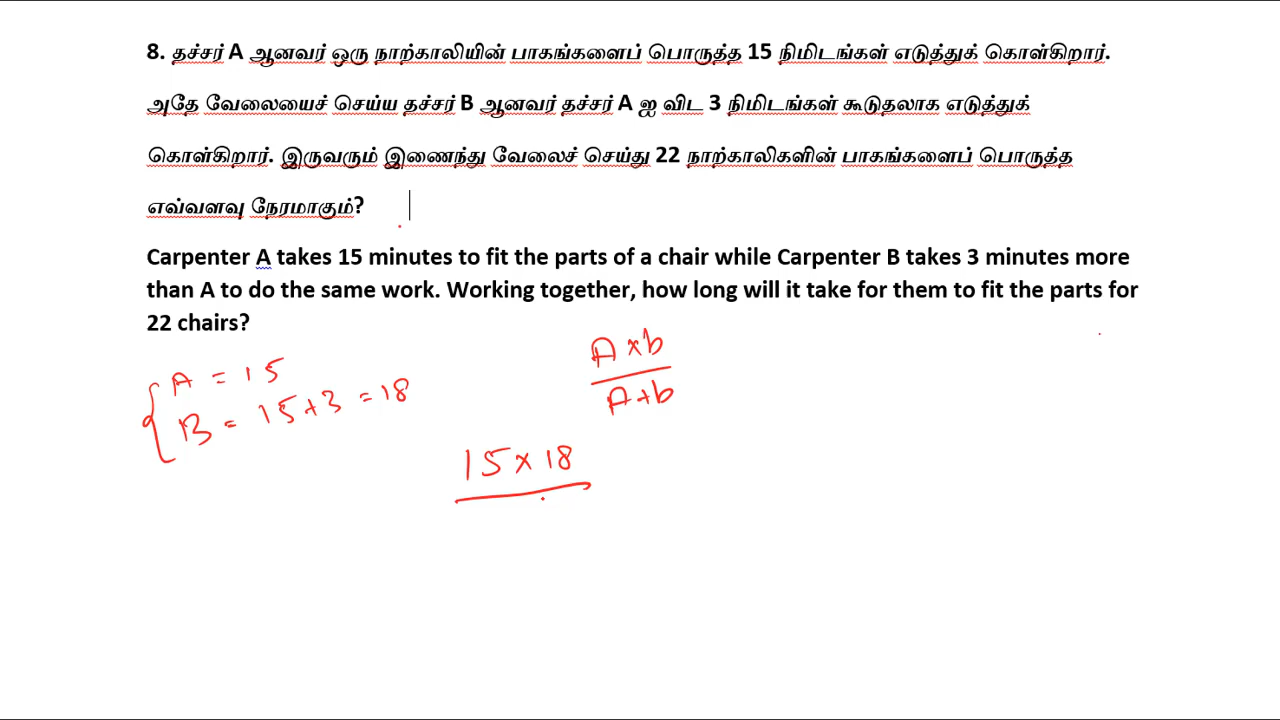 8. தச்சர் A ஆனவர் ஒரு நாற்காலியின் பாகங்களைப் பொருத்த 15 நிமிடங்கள் எடுத்துக் கொள்கிறார்.
அதே வேலையைச் செய்ய தச்சர் B ஆனவர் தச்சர் A ஐ விட 3 நிமிடங்கள் கூடுதலாக எடுத்துக்
கொள்கிறார். இருவரும் இணைந்து வேலைச் செய்து 22 நாற்காலிகளின் பாகங்களைப் பொருத்த
எவ்வளவு நேரமாகும்?
Carpenter A takes 15 minutes to fit the parts of a chair while Carpenter B takes 3 minutes more
than A to do the same work. Working together, how long will it take for them to fit the parts for
22 chairs?
A = 15
B = 15+3 = 18
A×b
A+b
15×18